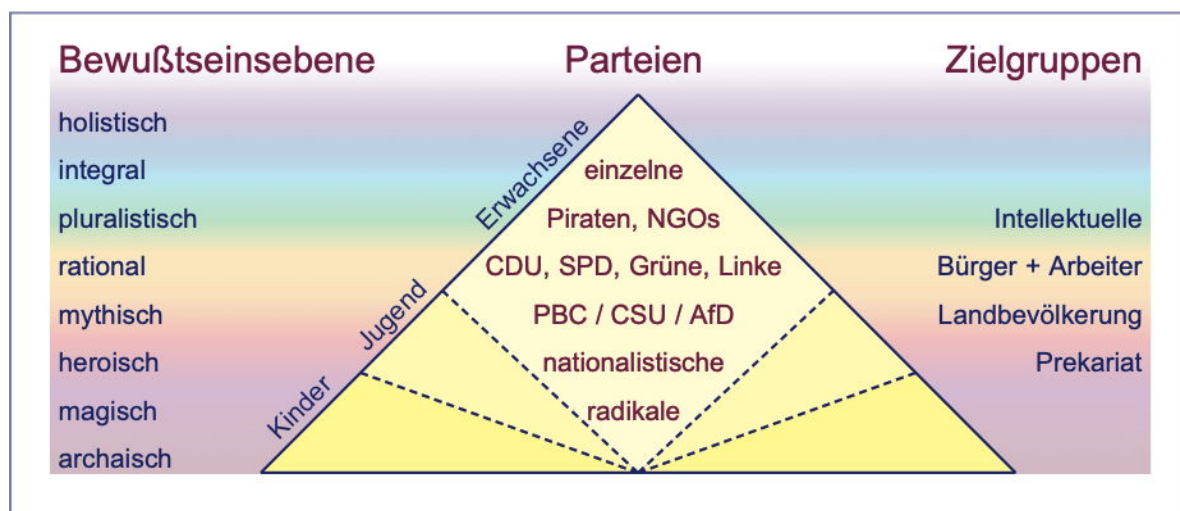 Bewußtseinsebene Parteien Zielgruppen
holistisch
integral einzelne
pluralistisch Piraten, NGOs Intellektuelle
rational CDU, SPD, Grüne, Linke Bürger + Arbeiter
mythisch PBC / CSU / AfD Landbevölkerung
heroisch nationalistische Prekariat
magisch radikale
archaisch
Erwachsene
Jugend
Kinder